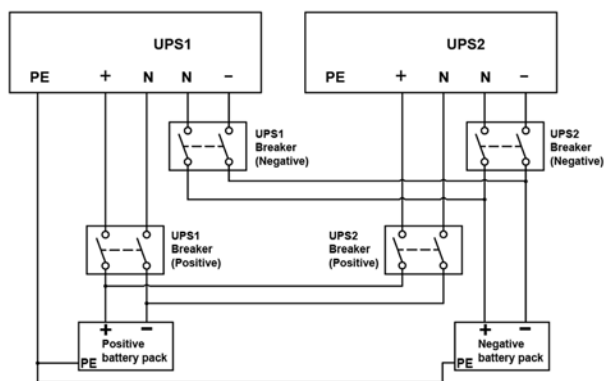 UPS1
UPS2
PE + N N −
PE + N N −
UPS1
Breaker
(Negative)
UPS2
Breaker
(Negative)
UPS1
Breaker
(Positive)
UPS2
Breaker
(Positive)
+ −
Positive
battery pack
PE
+ −
Negative
battery pack
PE